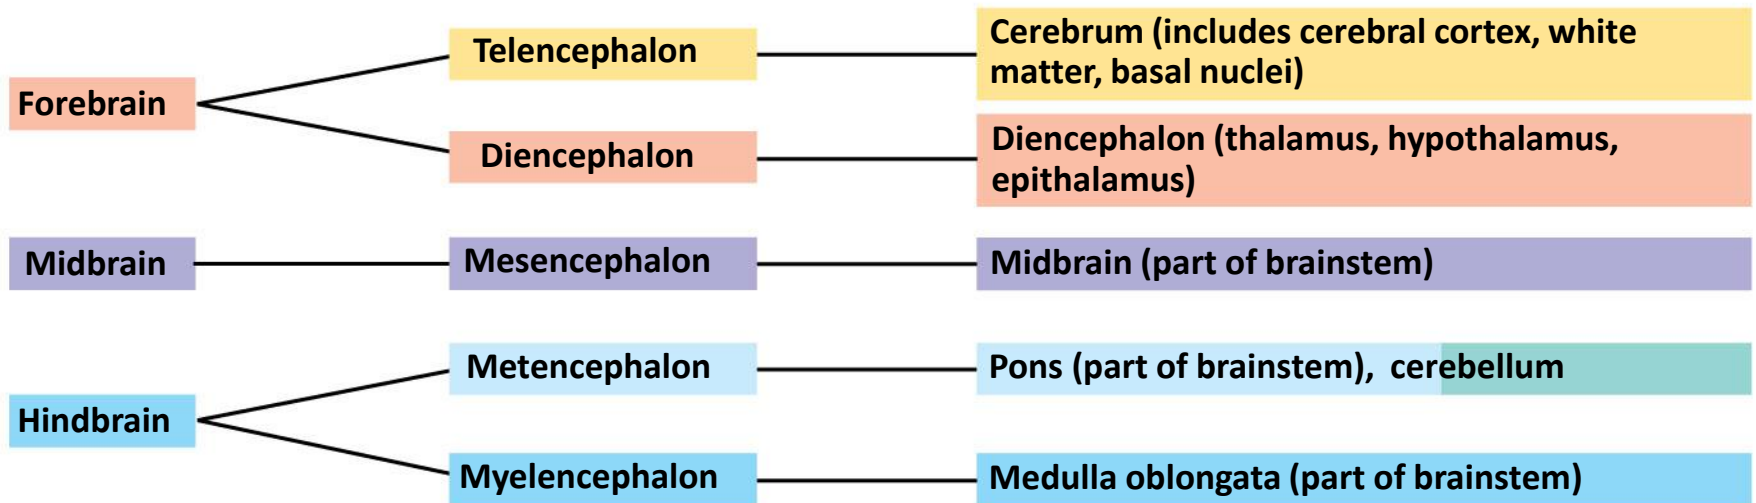 Forebrain
Telencephalon
Cerebrum (includes cerebral cortex, white
matter, basal nuclei)
Diencephalon
Diencephalon (thalamus, hypothalamus,
epithalamus)
Midbrain
Mesencephalon
Midbrain (part of brainstem)
Hindbrain
Metencephalon
Pons (part of brainstem), cerebellum
Myelencephalon
Medulla oblongata (part of brainstem)